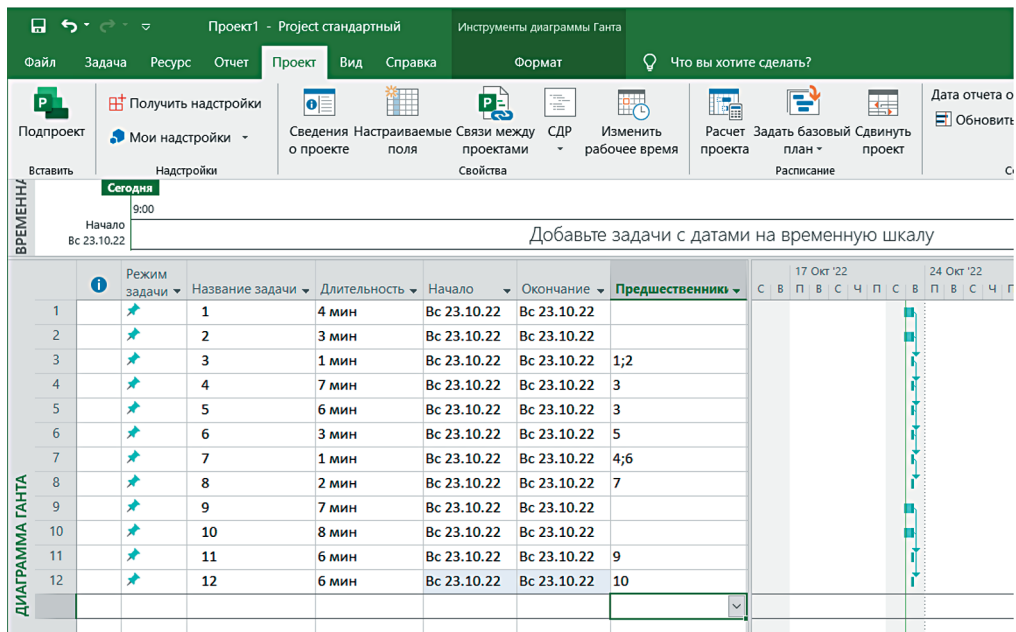 Проект1 - Project стандартный
Инструменты диаграммы Ганта
Файл Задача Ресурс Отчет Проект Вид Справка Формат Что вы хотите сделать?
Подпроект
Получить надстройки
Мои надстройки
Сведения о проекте
Настраиваемые поля
Связи между проектами
СДР
Изменить рабочее время
Расчет проекта
Задать базовый план
Сдвинуть проект
Дата отчета о
Обновить
Вставить Надстройки Свойства Расписание
Сегодня
9:00
Начало
Вс 23.10.22
Добавьте задачи с датами на временную шкалу
ВРЕМЕННА
ДИАГРАММА ГАНТА
Режим задачи Название задачи Длительность Начало Окончание Предшественники
17 Окт '22 24 Окт '22
С В П В С Ч П С В П В С Ч П
1 1 4 мин Вс 23.10.22 Вс 23.10.22
2 2 3 мин Вс 23.10.22 Вс 23.10.22
3 3 1 мин Вс 23.10.22 Вс 23.10.22 1;2
4 4 7 мин Вс 23.10.22 Вс 23.10.22 3
5 5 6 мин Вс 23.10.22 Вс 23.10.22 3
6 6 3 мин Вс 23.10.22 Вс 23.10.22 5
7 7 1 мин Вс 23.10.22 Вс 23.10.22 4;6
8 8 2 мин Вс 23.10.22 Вс 23.10.22 7
9 9 7 мин Вс 23.10.22 Вс 23.10.22
10 10 8 мин Вс 23.10.22 Вс 23.10.22
11 11 6 мин Вс 23.10.22 Вс 23.10.22 9
12 12 6 мин Вс 23.10.22 Вс 23.10.22 10